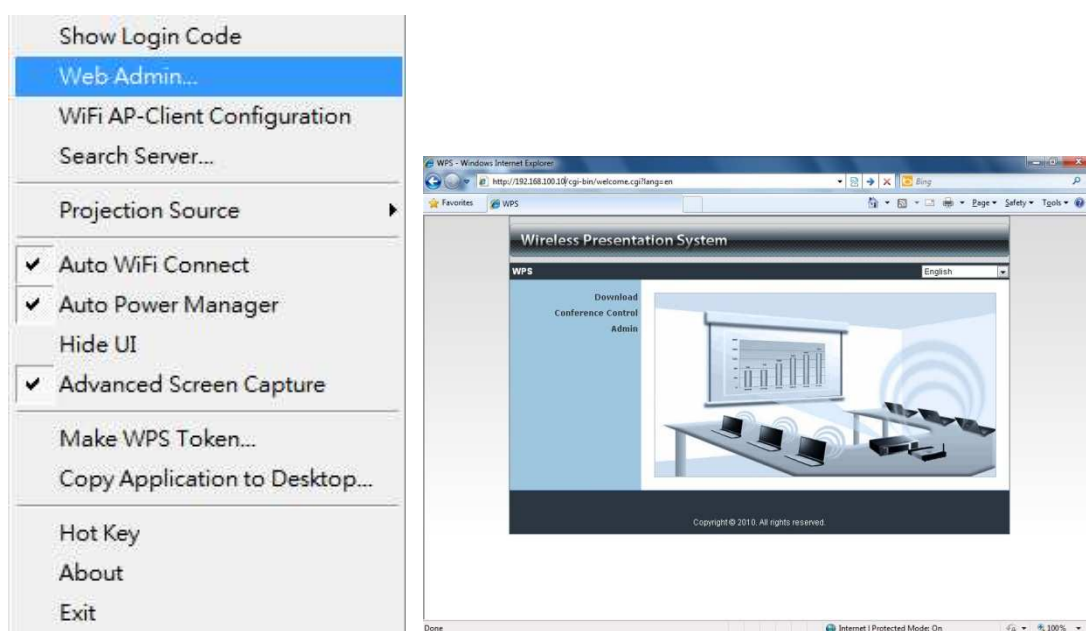 Show Login Code
Web Admin...
WiFi AP-Client Configuration
Search Server...
Projection Source
Auto WiFi Connect
Auto Power Manager
Hide UI
Advanced Screen Capture
Make WPS Token...
Copy Application to Desktop...
Hot Key
About
Exit
WPS - Windows Internet Explorer
http://192.168.100.10/cgi-bin/welcome.cgi?lang=en
Bing
Favorites WPS Page Safety Tools
Wireless Presentation System
WPS English
Download
Conference Control
Admin
Copyright © 2010. All rights reserved.
Done Internet | Protected Mode: On 100%